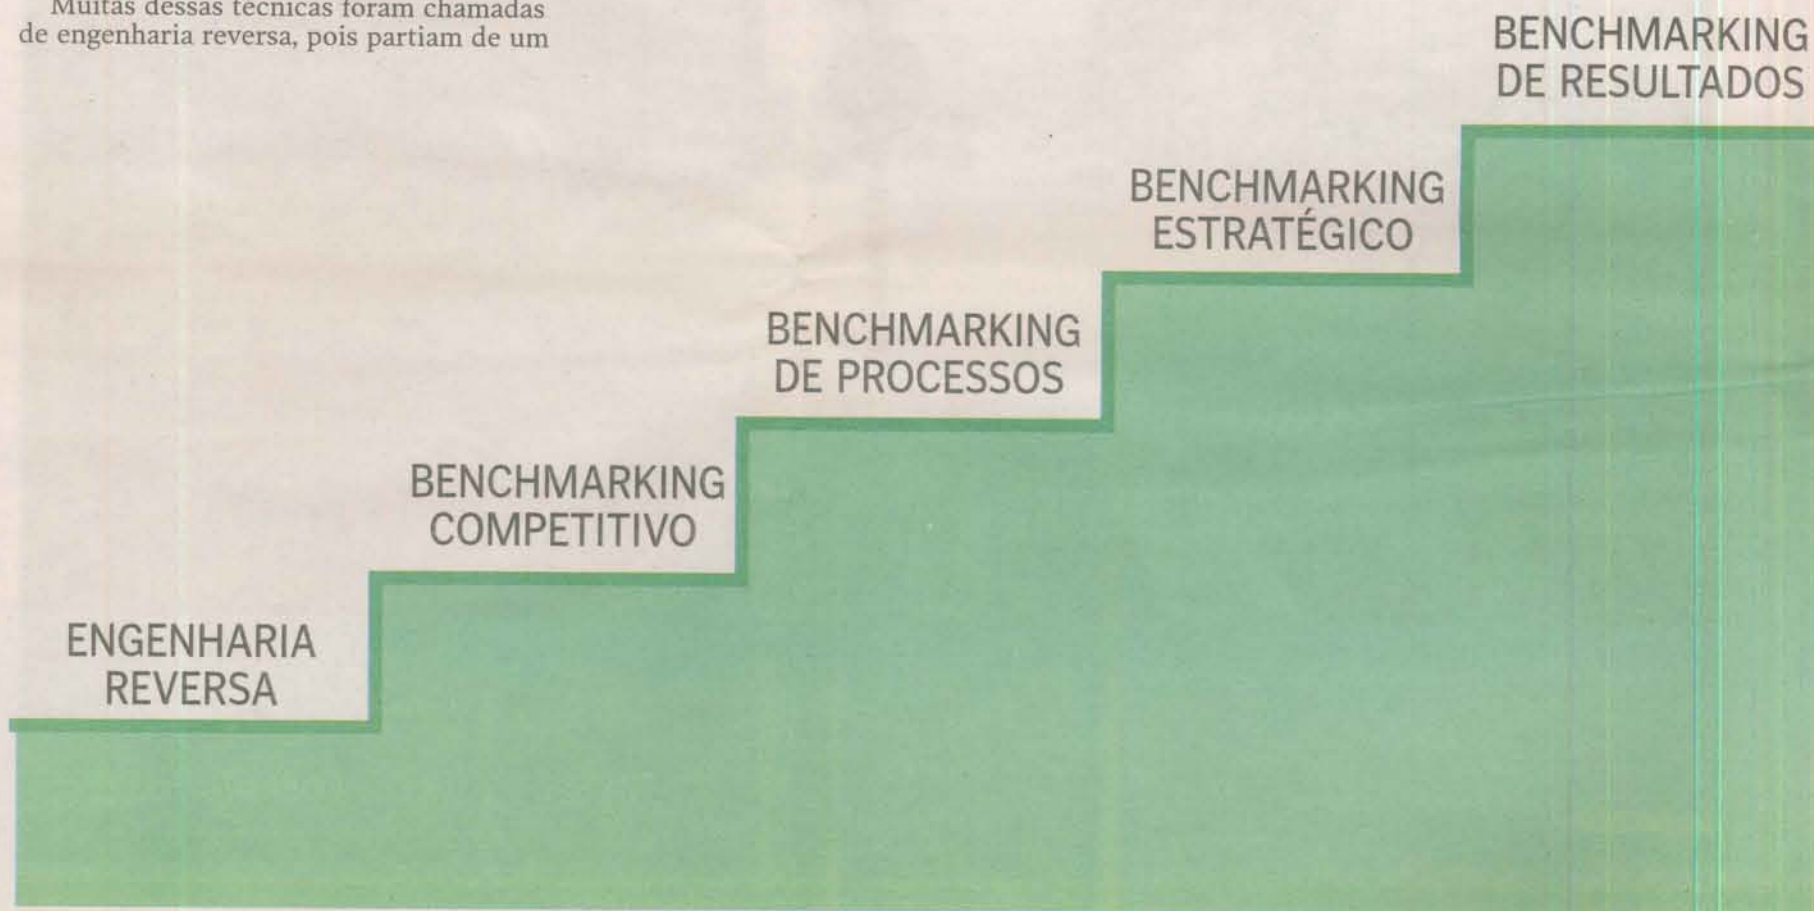 Muitas dessas técnicas foram chamadas
de engenharia reversa, pois partiam de um
BENCHMARKING
DE RESULTADOS
BENCHMARKING
ESTRATÉGICO
BENCHMARKING
DE PROCESSOS
BENCHMARKING
COMPETITIVO
ENGENHARIA
REVERSA